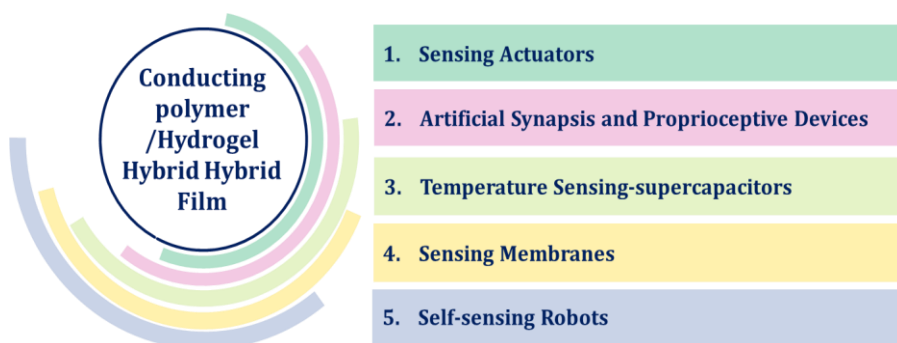 Conducting
polymer
/Hydrogel
Hybrid Hybrid
Film
1. Sensing Actuators
2. Artificial Synapsis and Proprioceptive Devices
3. Temperature Sensing-supercapacitors
4. Sensing Membranes
5. Self-sensing Robots